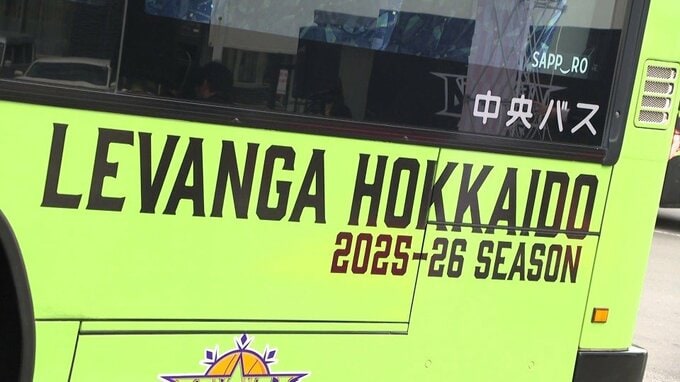 SAPP_RO
中央バス
LEVANGA HOKKAIDO
2025-26 SEASON